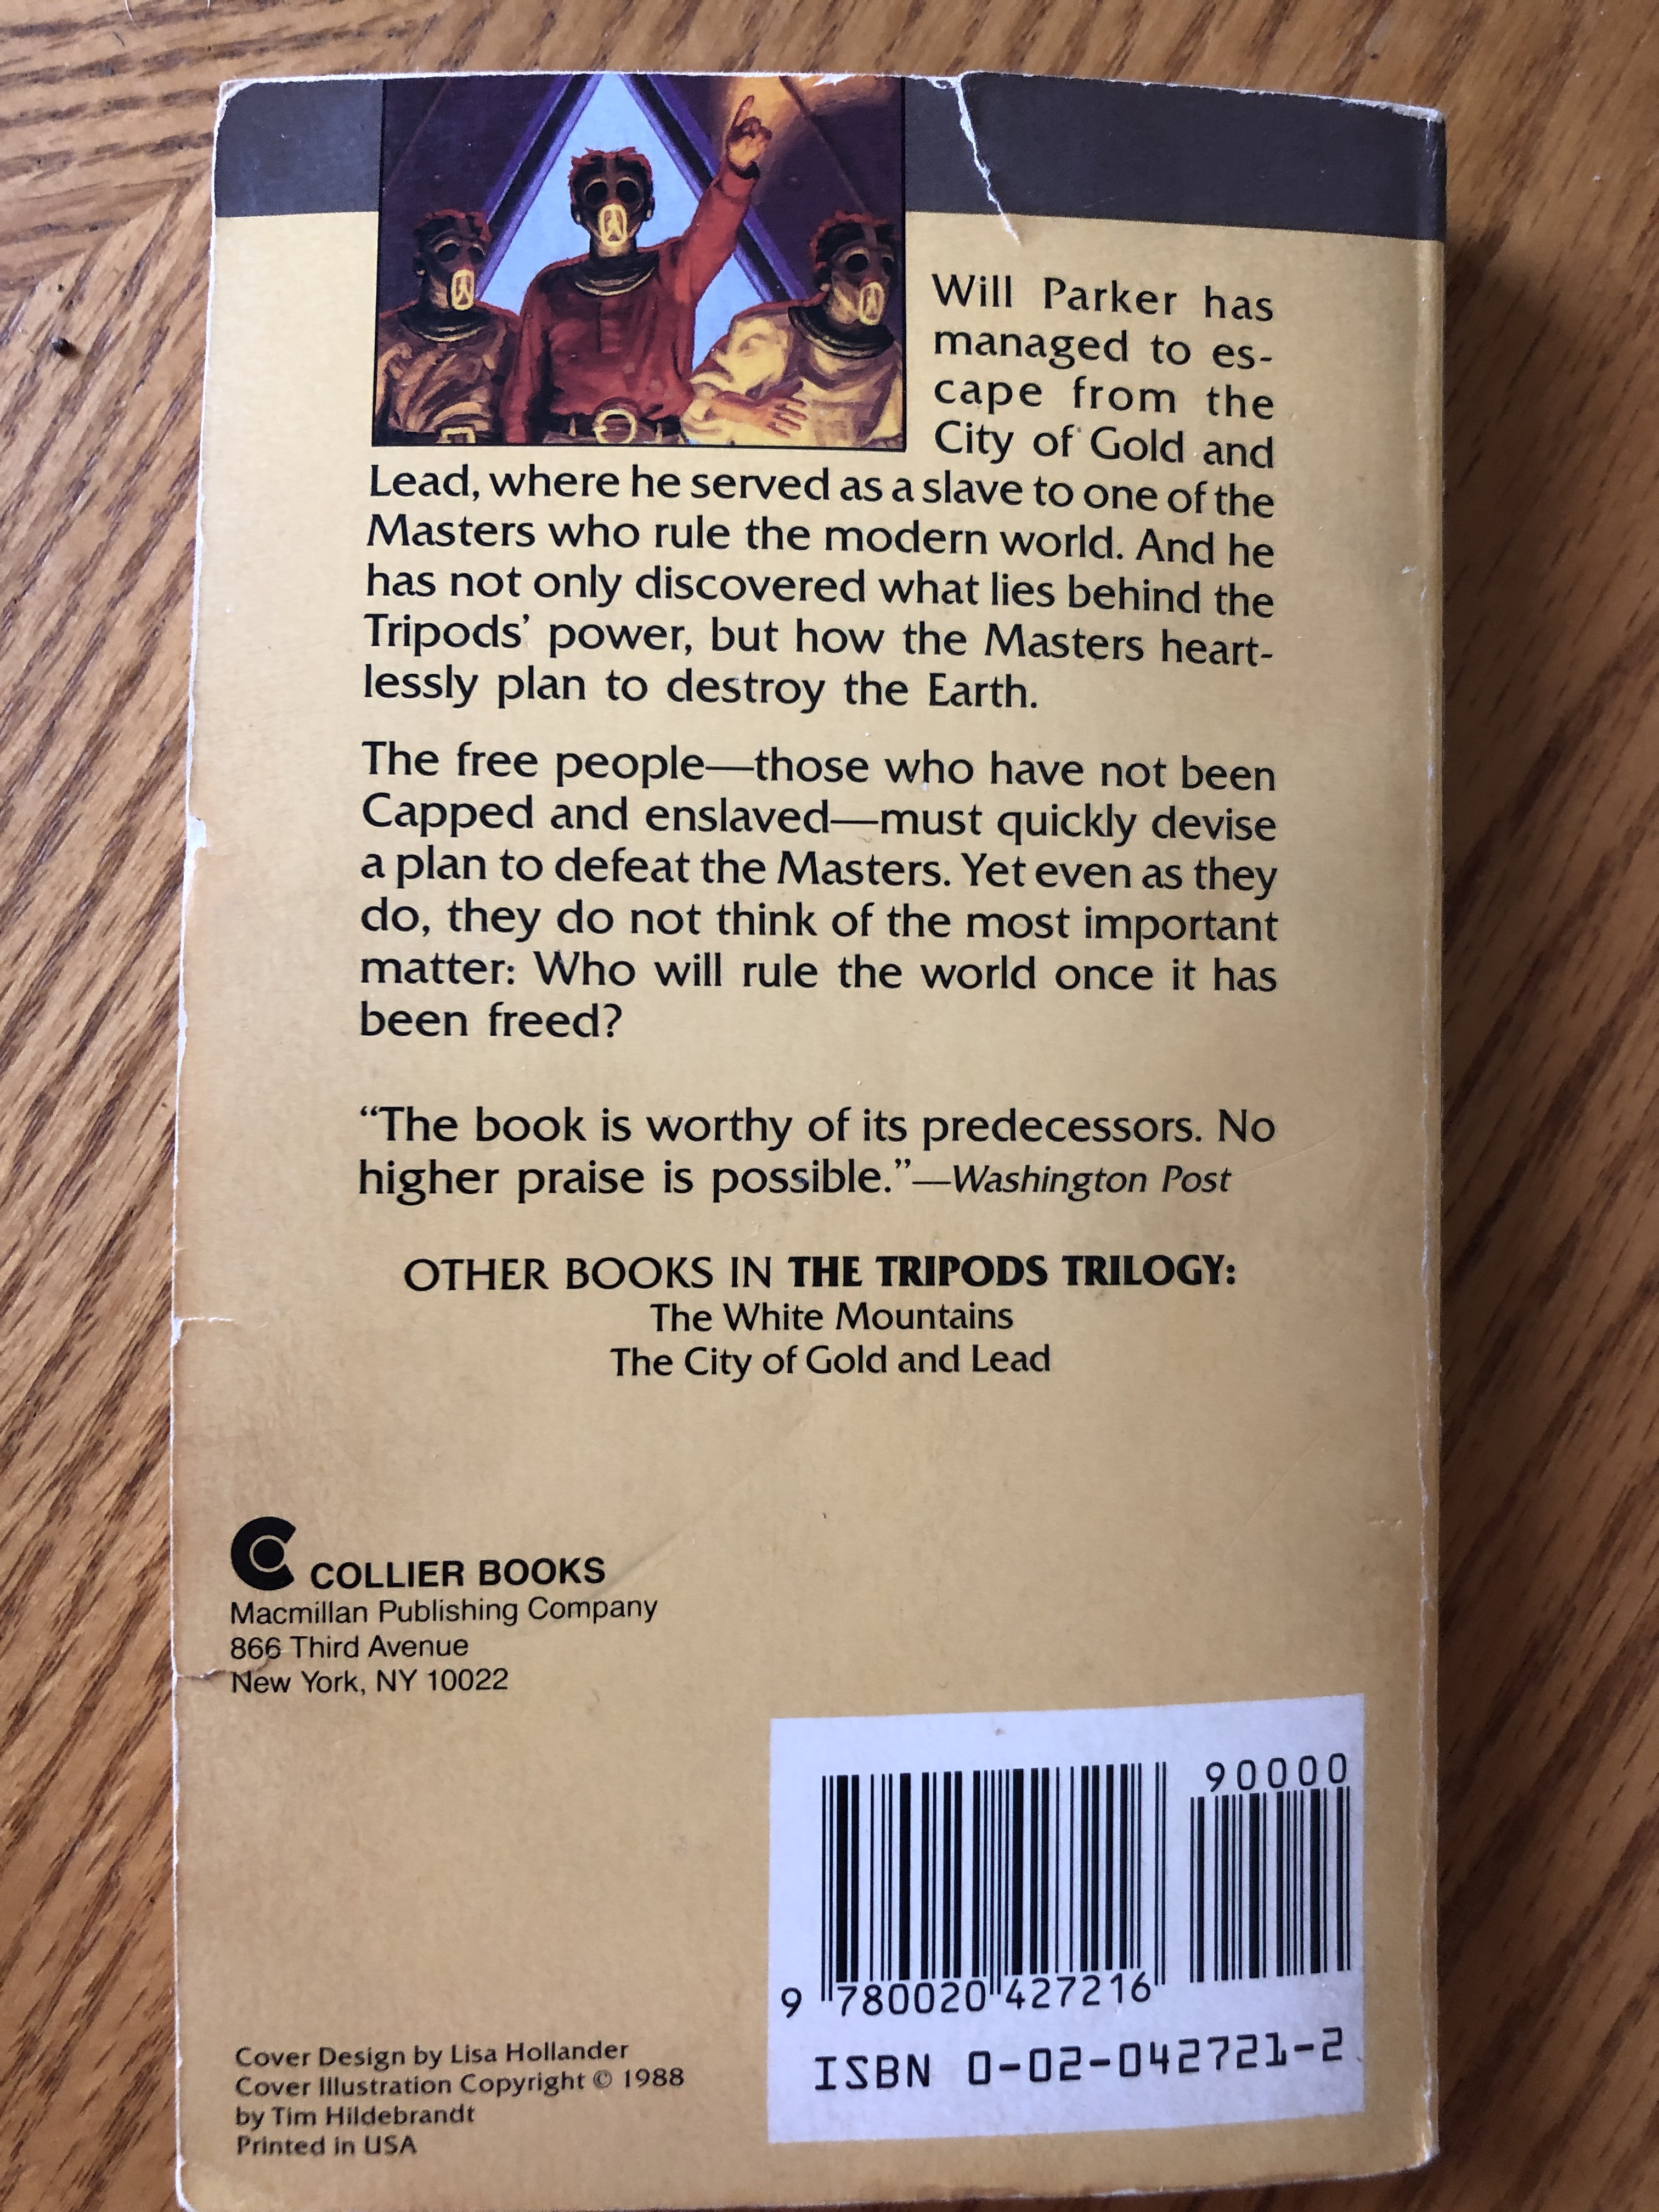 Will Parker has
managed to es-
cape from the
City of Gold and
Lead, where he served as a slave to one of the
Masters who rule the modern world. And he
has not only discovered what lies behind the
Tripods’ power, but how the Masters heart-
lessly plan to destroy the Earth.
The free people—those who have not been
Capped and enslaved—must quickly devise
a plan to defeat the Masters. Yet even as they
do, they do not think of the most important
matter: Who will rule the world once it has
been freed?
“The book is worthy of its predecessors. No
higher praise is possible.”—Washington Post
OTHER BOOKS IN THE TRIPODS TRILOGY:
The White Mountains
The City of Gold and Lead
COLLIER BOOKS
Macmillan Publishing Company
866 Third Avenue
New York, NY 10022
90000
9 780020 427216
ISBN 0-02-042721-2
Cover Design by Lisa Hollander
Cover Illustration Copyright © 1988
by Tim Hildebrandt
Printed in USA